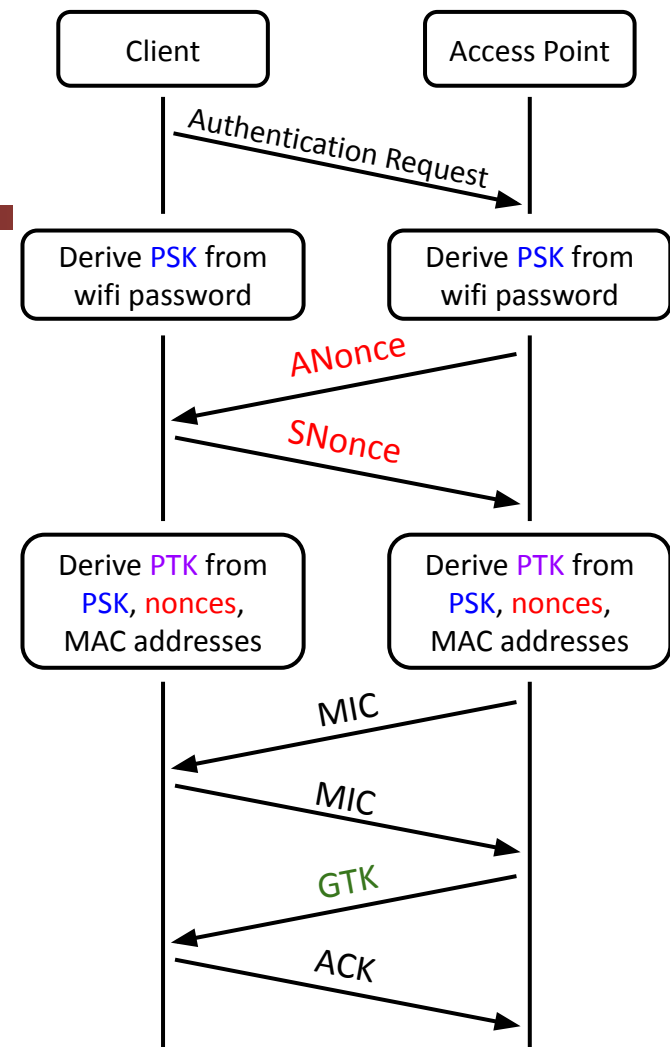 Client
Access Point
Authentication Request
Derive PSK from
wifi password
Derive PSK from
wifi password
ANonce
SNonce
Derive PTK from
PSK, nonces,
MAC addresses
Derive PTK from
PSK, nonces,
MAC addresses
MIC
MIC
GTK
ACK